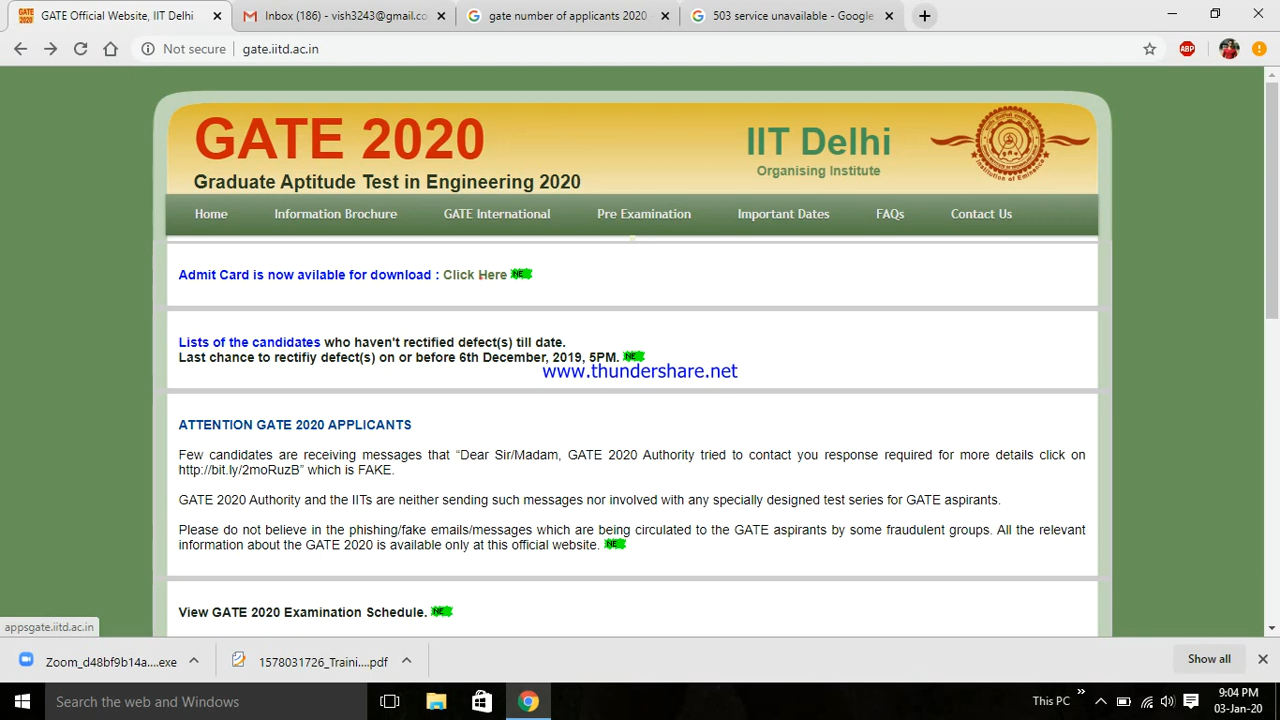 GATE Official Website, IIT Delhi
Inbox (186) - vish3243@gmail.co
gate number of applicants 2020
503 service unavailable - Google
Not secure
gate.iitd.ac.in
ABP
GATE 2020
Graduate Aptitude Test in Engineering 2020
IIT Delhi
Organising Institute
Home
Information Brochure
GATE International
Pre Examination
Important Dates
FAQs
Contact Us
Admit Card is now avilable for download : Click Here
Lists of the candidates who haven't rectified defect(s) till date.
Last chance to rectifiy defect(s) on or before 6th December, 2019, 5PM.
www.thundershare.net
ATTENTION GATE 2020 APPLICANTS
Few candidates are receiving messages that “Dear Sir/Madam, GATE 2020 Authority tried to contact you response required for more details click on
http://bit.ly/2moRuzB” which is FAKE.
GATE 2020 Authority and the IITs are neither sending such messages nor involved with any specially designed test series for GATE aspirants.
Please do not believe in the phishing/fake emails/messages which are being circulated to the GATE aspirants by some fraudulent groups. All the relevant
information about the GATE 2020 is available only at this official website.
View GATE 2020 Examination Schedule.
appsgate.iitd.ac.in
Zoom_d48bf9b14a....exe
1578031726_Traini....pdf
Show all
Search the web and Windows
This PC
9:04 PM
03-Jan-20